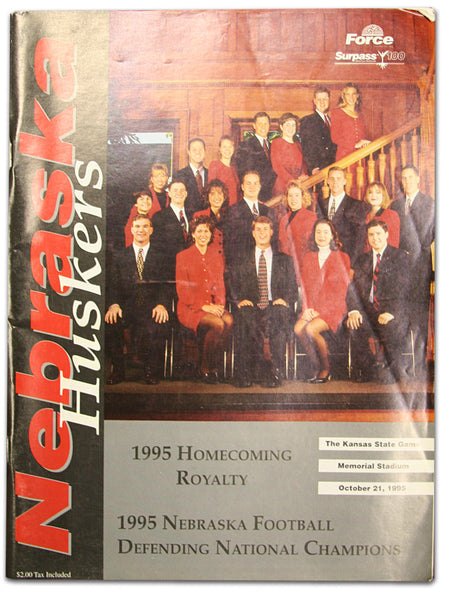 Force
Surpass 100
Nebraska
Huskers
1995 HOMECOMING
ROYALTY
1995 NEBRASKA FOOTBALL
DEFENDING NATIONAL CHAMPIONS
The Kansas State Game
Memorial Stadium
October 21, 1995
$2.00 Tax Included